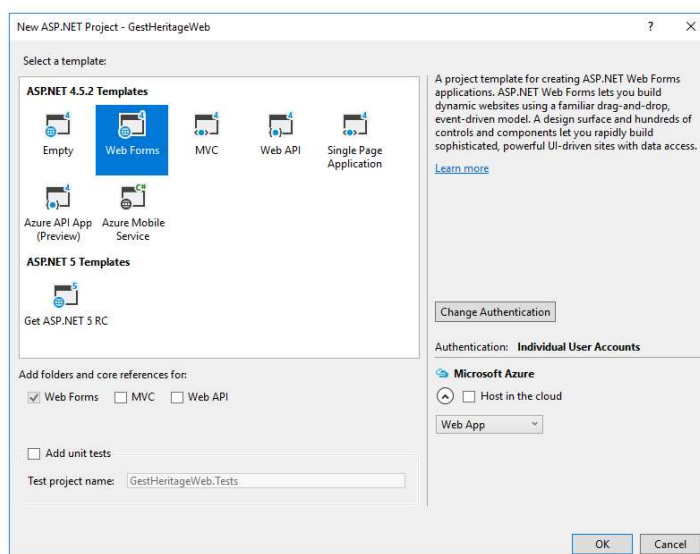 New ASP.NET Project - GestHeritageWeb
Select a template:
ASP.NET 4.5.2 Templates
Empty
Web Forms
MVC
Web API
Single Page
Application
Azure API App
(Preview)
Azure Mobile
Service
ASP.NET 5 Templates
Get ASP.NET 5 RC
A project template for creating ASP.NET Web Forms
applications. ASP.NET Web Forms lets you build
dynamic websites using a familiar drag-and-drop,
event-driven model. A design surface and hundreds of
controls and components let you rapidly build
sophisticated, powerful UI-driven sites with data access.
Learn more
Change Authentication
Authentication: Individual User Accounts
Microsoft Azure
Host in the cloud
Web App
Add folders and core references for:
Web Forms MVC Web API
Add unit tests
Test project name: GestHeritageWeb.Tests
OK Cancel